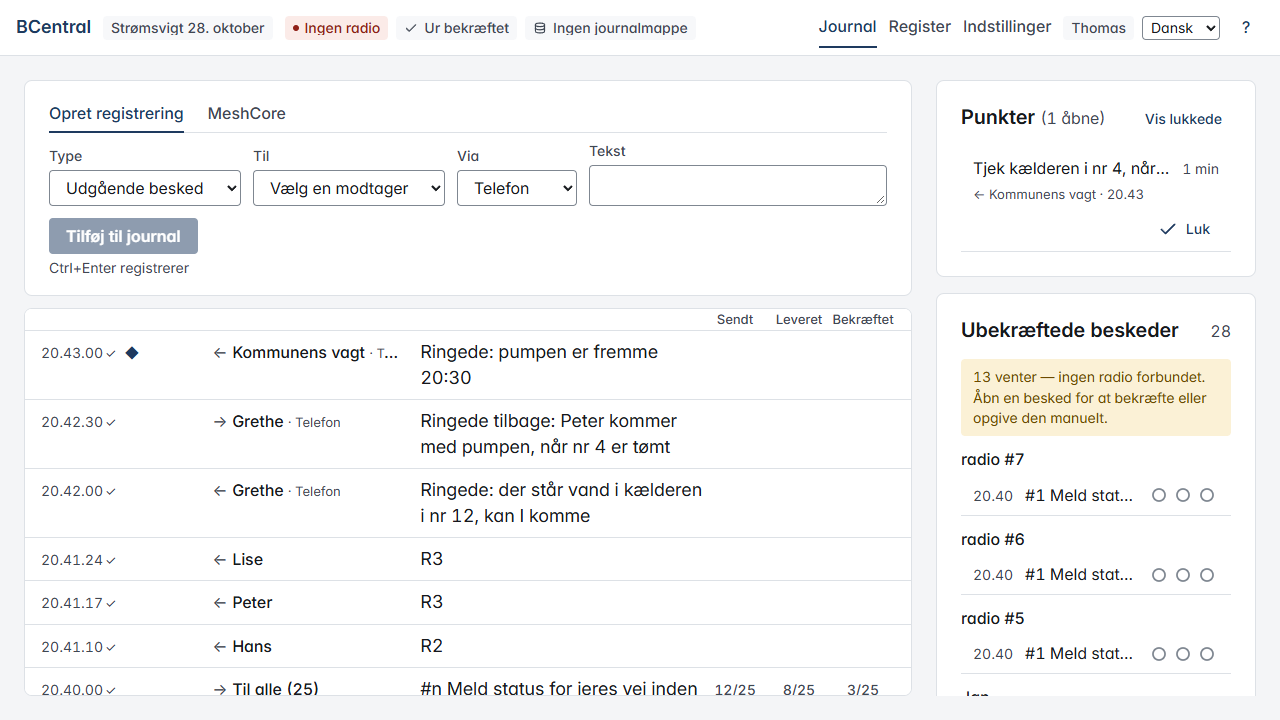 BCentral
Strømsvigt 28. oktober
Ingen radio
Ur bekræftet
Ingen journalmappe
Journal
Register
Indstillinger
Thomas
Dansk
?
Opret registrering
MeshCore
Type
Til
Via
Tekst
Udgående besked
Vælg en modtager
Telefon
Tilføj til journal
Ctrl+Enter registrerer
Sendt
Leveret
Bekræftet
20.43.00
← Kommunens vagt · T...
Ringede: pumpen er fremme
20:30
20.42.30
→ Grethe · Telefon
Ringede tilbage: Peter kommer
med pumpen, når nr 4 er tømt
20.42.00
← Grethe · Telefon
Ringede: der står vand i kælderen
i nr 12, kan I komme
20.41.24
← Lise
R3
20.41.17
← Peter
R3
20.41.10
← Hans
R2
20.40.00
→ Til alle (25)
#n Meld status for jeres vej inden
12/25
8/25
3/25
Punkter (1 åbne)
Vis lukkede
Tjek kælderen i nr 4, når...
1 min
← Kommunens vagt · 20.43
Luk
Ubekræftede beskeder
28
13 venter — ingen radio forbundet.
Åbn en besked for at bekræfte eller
opgive den manuelt.
radio #7
20.40 #1 Meld stat...
radio #6
20.40 #1 Meld stat...
radio #5
20.40 #1 Meld stat...